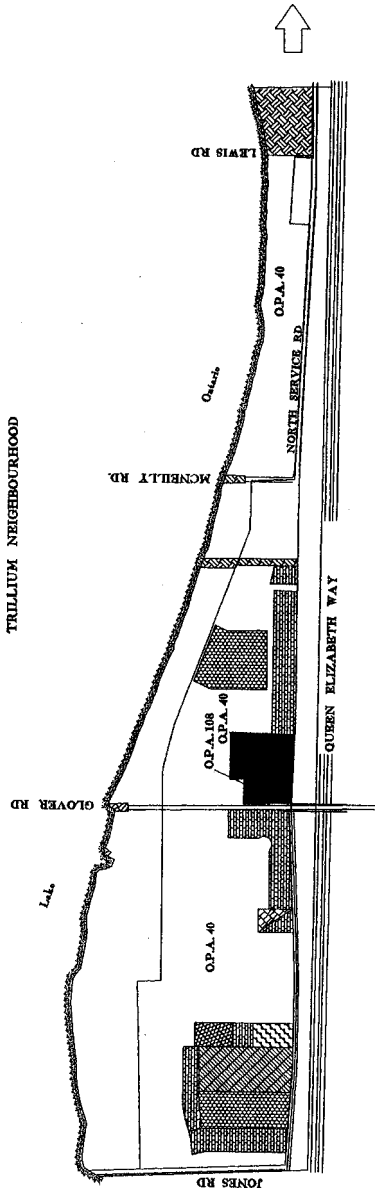 TRILLIUM NEIGHBOURHOOD
Lake
Ontario
JONES RD
GLOVER RD
MCNEILLY RD.
LEWIS RD
O.P.A. 40
O.P.A. 108
O.P.A. 40
O.P.A. 40
NORTH SERVICE RD
QUEEN ELIZABETH WAY